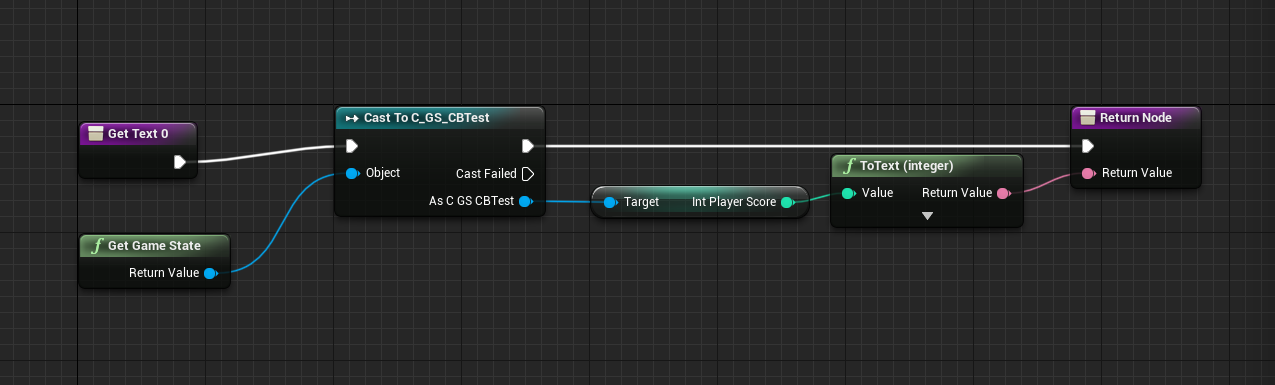 Get Text 0
Cast To C_GS_CBTest
Object
Cast Failed
As C GS CBTest
Get Game State
Return Value
Target
Int Player Score
f ToText (integer)
Value
Return Value
Return Node
Return Value